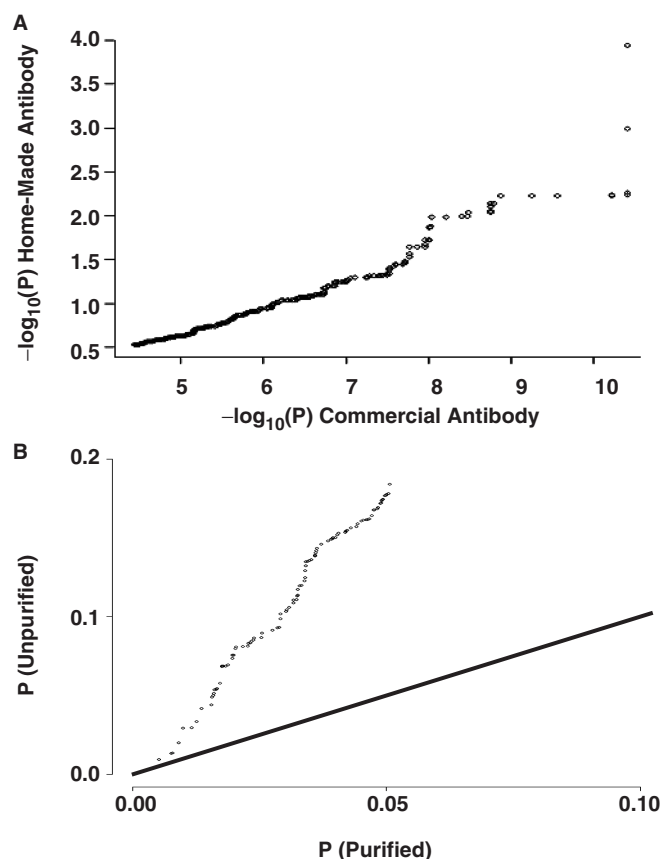 A
4.0
3.5
3.0
2.5
2.0
1.5
1.0
0.5
−log10(P) Home-Made Antibody
5 6 7 8 9 10
−log10(P) Commercial Antibody
B
0.2
0.1
0.0
P (Unpurified)
0.00 0.05 0.10
P (Purified)